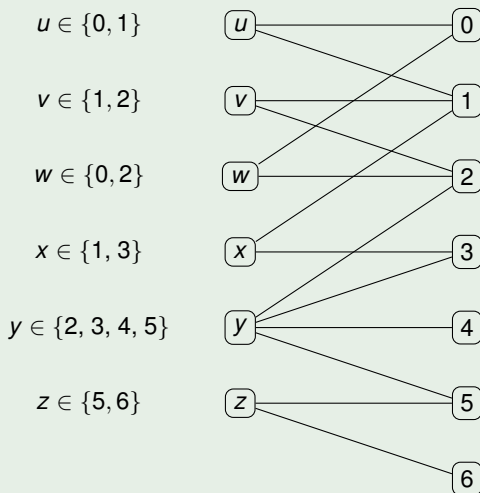 u ∈ {0, 1} u 0
v ∈ {1, 2} v 1
w ∈ {0, 2} w 2
x ∈ {1, 3} x 3
y ∈ {2, 3, 4, 5} y 4
z ∈ {5, 6} z 5
6